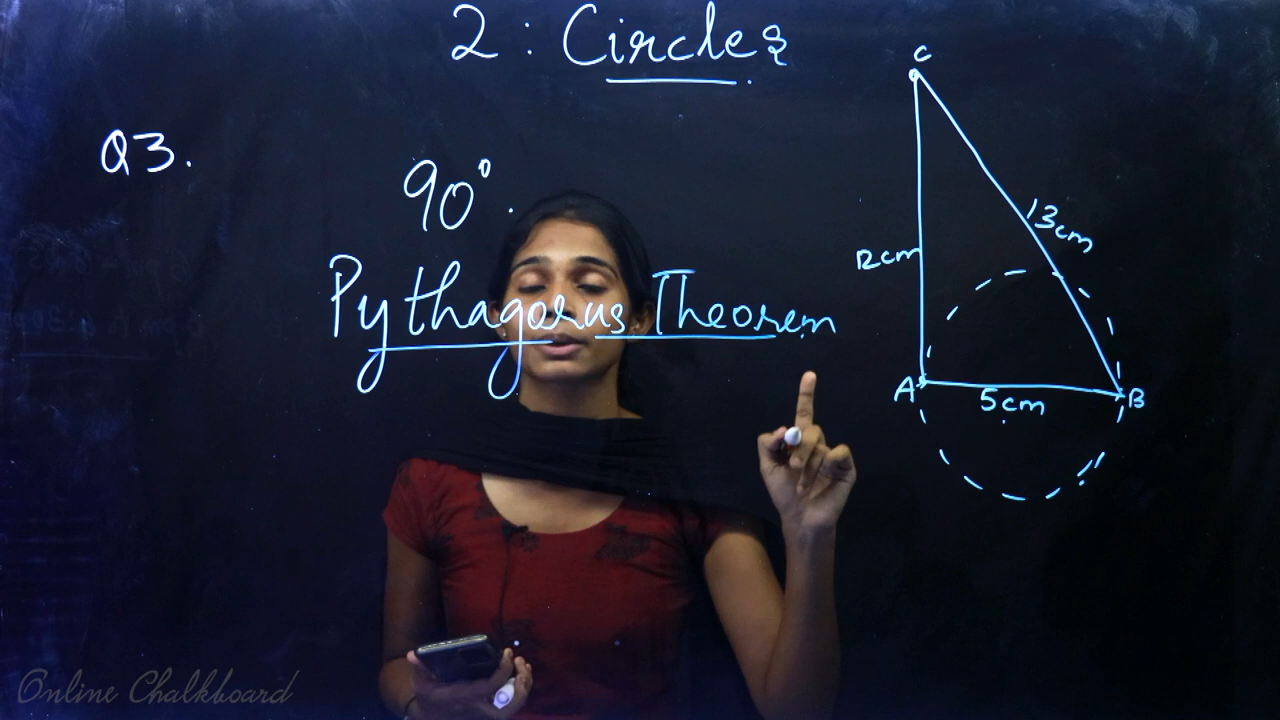 2 : Circles
Q3.
90°.
Pythagorus Theorem
C
12cm
13cm
A
5cm
B
Online Chalkboard